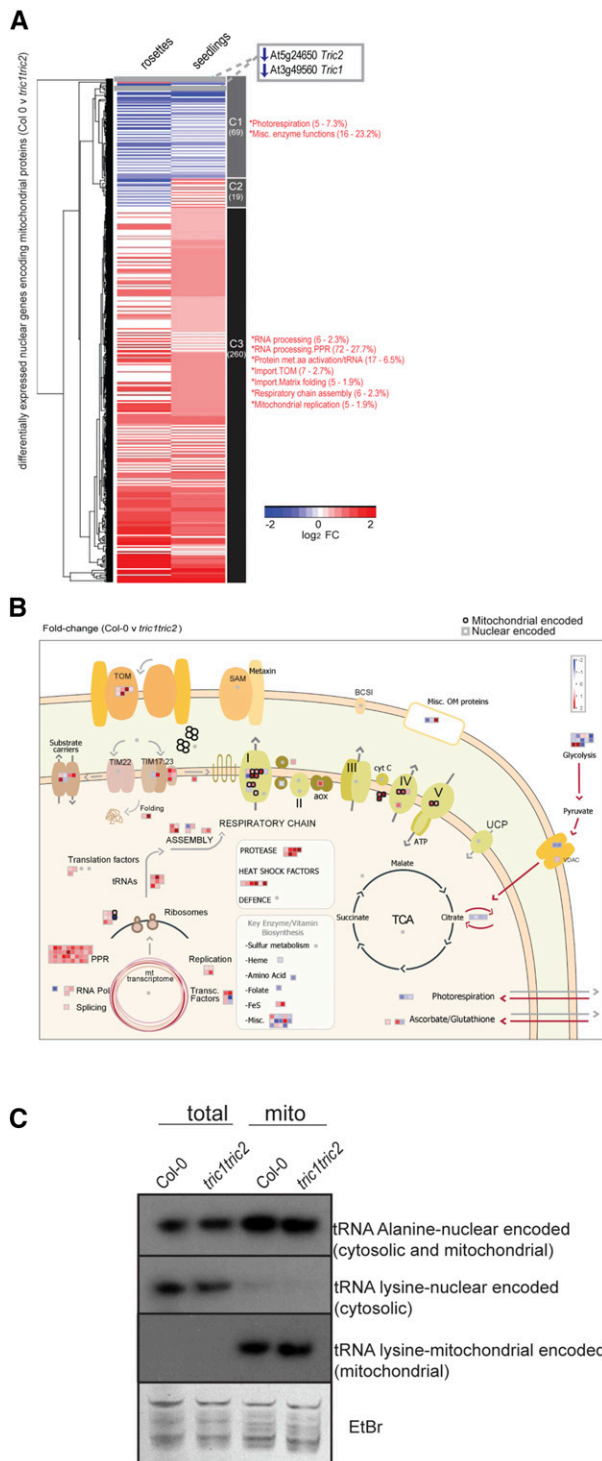 A
rosettes
seedlings
At5g24650 Tric2
At3g49560 Tric1
differentially expressed nuclear genes encoding mitochondrial proteins (Col 0 v tric1tric2)
C1
(69)
*Photorespiration (5 - 7.3%)
*Misc. enzyme functions (16 - 23.2%)
C2
(19)
C3
(260)
*RNA processing (6 - 2.3%)
*RNA processing.PPR (72 - 27.7%)
*Protein met.aa activation/tRNA (17 - 6.5%)
*Import.TOM (7 - 2.7%)
*Import.Matrix folding (5 - 1.9%)
*Respiratory chain assembly (6 - 2.3%)
*Mitochondrial replication (5 - 1.9%)
-2 0 2
log2 FC
B
Fold-change (Col-0 v tric1tric2)
Mitochondrial encoded
Nuclear encoded
TOM
SAM
Metaxin
BCSI
Misc. OM proteins
Glycolysis
Substrate
carriers
TIM22
TIM17:23
I
II
aox
III
cyt C
IV
V
ATP
UCP
Pyruvate
VDAC
Folding
ASSEMBLY
RESPIRATORY CHAIN
Translation factors
tRNAs
Ribosomes
PPR
RNA Pol
Splicing
mt
transcriptome
Replication
Transc.
Factors
PROTEASE
HEAT SHOCK FACTORS
DEFENCE
Key Enzyme/Vitamin
Biosynthesis
-Sulfur metabolism
-Heme
-Amino Acid
-Folate
-FeS
-Misc.
Malate
Succinate
TCA
Citrate
Photorespiration
Ascorbate/Glutathione
C
total
mito
Col-0
tric1tric2
Col-0
tric1tric2
tRNA Alanine-nuclear encoded
(cytosolic and mitochondrial)
tRNA lysine-nuclear encoded
(cytosolic)
tRNA lysine-mitochondrial encoded
(mitochondrial)
EtBr